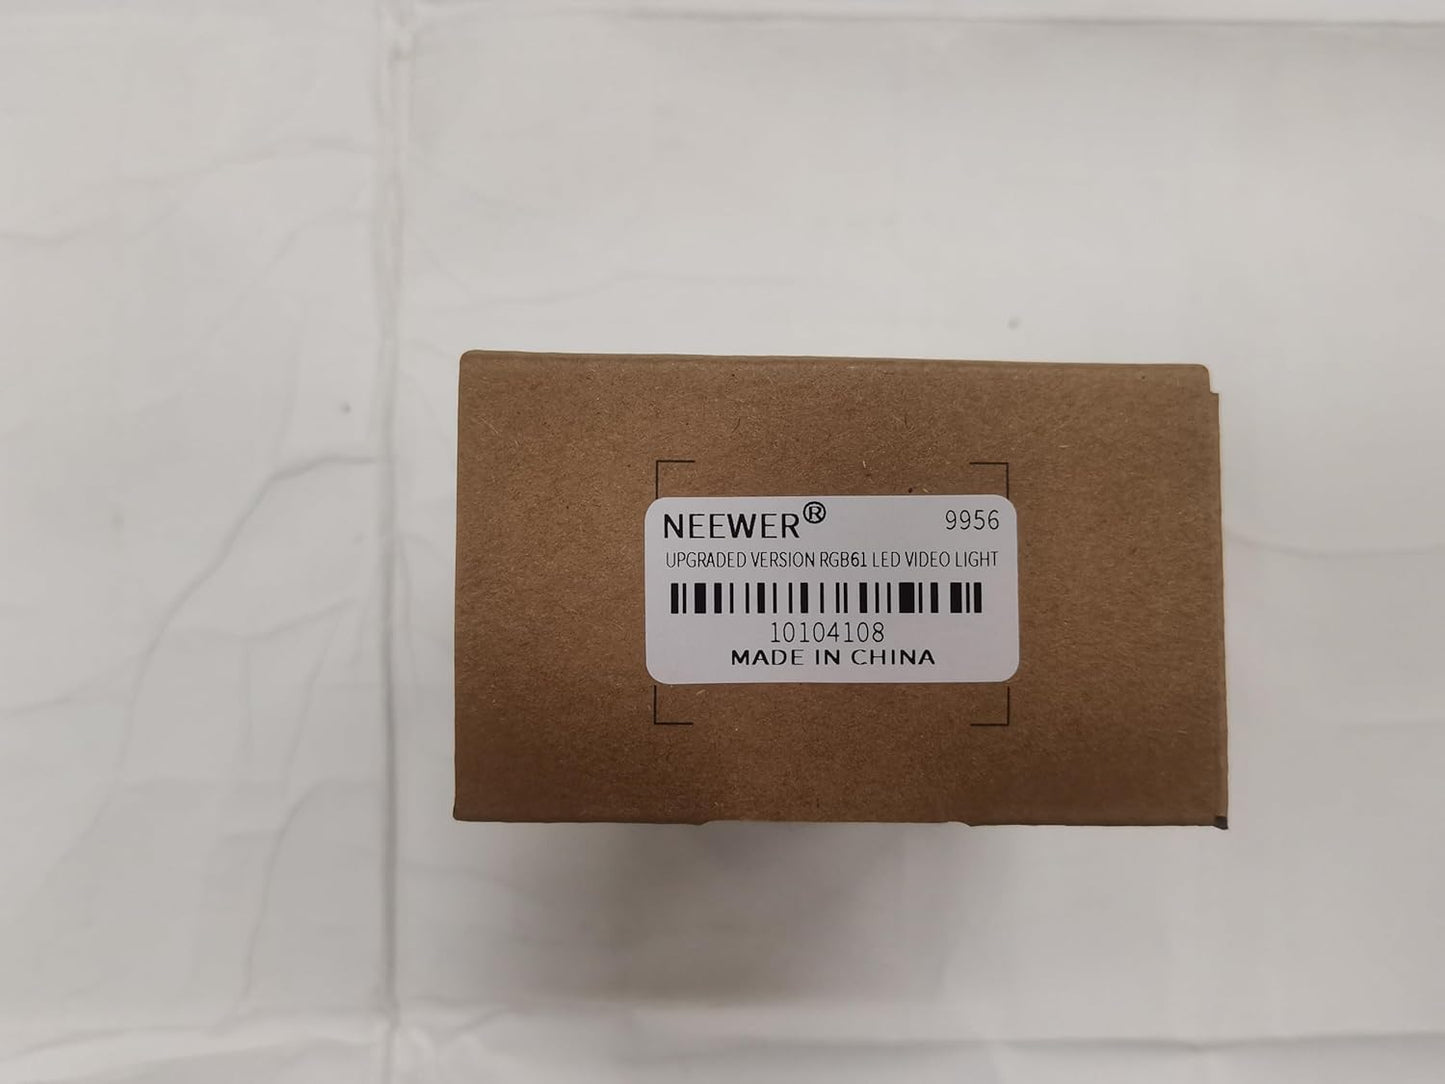 NEEWER® 9956
UPGRADED VERSION RGB61 LED VIDEO LIGHT
10104108
MADE IN CHINA